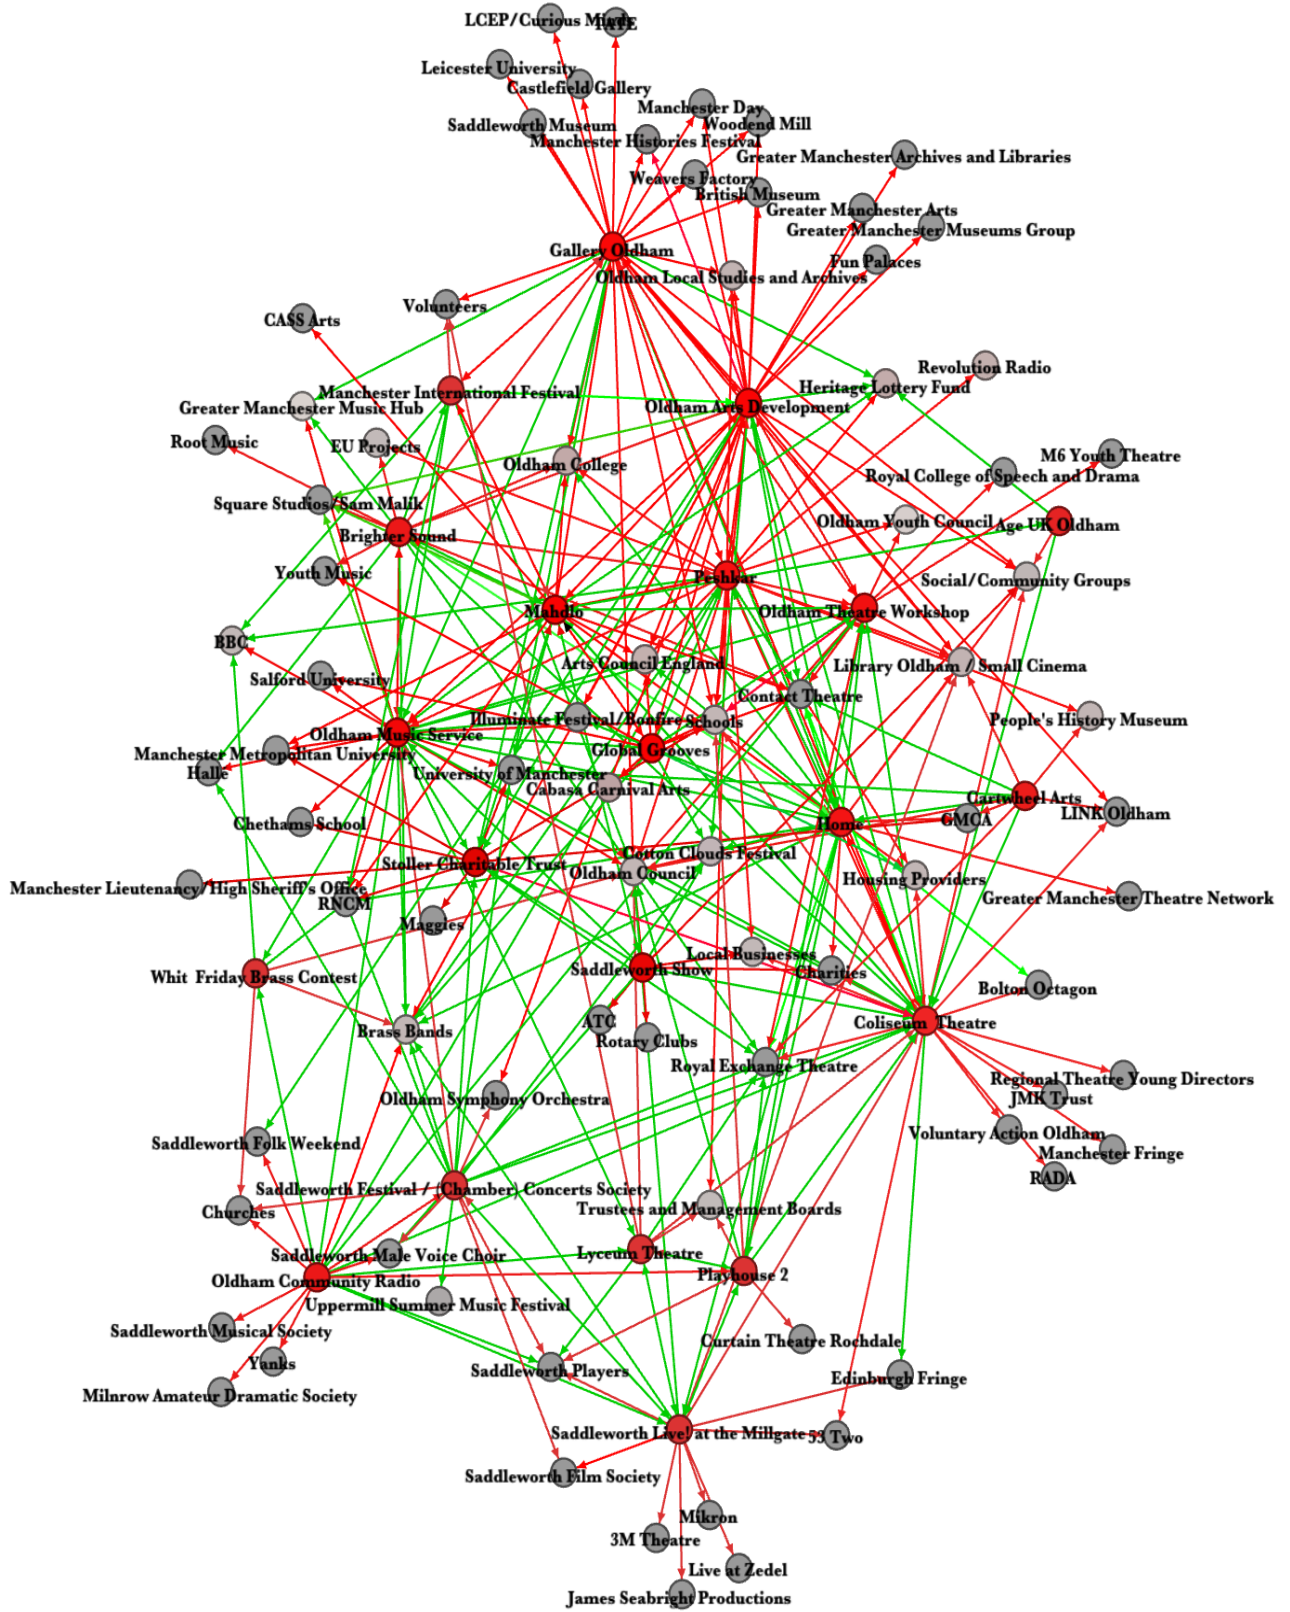 LCEP/Curious Minds
TATE
Leicester University
Castlefield Gallery
Manchester Day
Saddleworth Museum
Woodend Mill
Manchester Histories Festival
Greater Manchester Archives and Libraries
Weavers Factory
British Museum
Greater Manchester Arts
Greater Manchester Museums Group
Gallery Oldham
Fun Palaces
Oldham Local Studies and Archives
Volunteers
CASS Arts
Revolution Radio
Heritage Lottery Fund
Manchester International Festival
Greater Manchester Music Hub
Oldham Arts Development
Root Music
EU Projects
M6 Youth Theatre
Oldham College
Royal College of Speech and Drama
Square Studios/Sam Malik
Oldham Youth Council
Age UK Oldham
Brighter Sound
Youth Music
Peshkar
Social/Community Groups
Mahdlo
Oldham Theatre Workshop
BBC
Arts Council England
Library Oldham / Small Cinema
Salford University
Contact Theatre
Illuminate Festival/Bonfire
Schools
People's History Museum
Oldham Music Service
Global Grooves
Manchester Metropolitan University
Halle
University of Manchester
Cabasa Carnival Arts
Cartwheel Arts
Chethams School
Home
GMCA
LINK Oldham
Cotton Clouds Festival
Stoller Charitable Trust
Oldham Council
Housing Providers
Manchester Lieutenancy/ High Sheriff's Office
RNCM
Greater Manchester Theatre Network
Maggies
Local Businesses
Whit Friday Brass Contest
Saddleworth Show
Charities
Bolton Octagon
ATC
Coliseum Theatre
Brass Bands
Rotary Clubs
Royal Exchange Theatre
Regional Theatre Young Directors
Oldham Symphony Orchestra
JMK Trust
Voluntary Action Oldham
Saddleworth Folk Weekend
Manchester Fringe
RADA
Saddleworth Festival / (Chamber) Concerts Society
Churches
Trustees and Management Boards
Saddleworth Male Voice Choir
Lyceum Theatre
Oldham Community Radio
Playhouse 2
Uppermill Summer Music Festival
Saddleworth Musical Society
Curtain Theatre Rochdale
Yanks
Saddleworth Players
Edinburgh Fringe
Milnrow Amateur Dramatic Society
Saddleworth Live! at the Millgate
53 Two
Saddleworth Film Society
Mikron
3M Theatre
Live at Zedel
James Seabright Productions